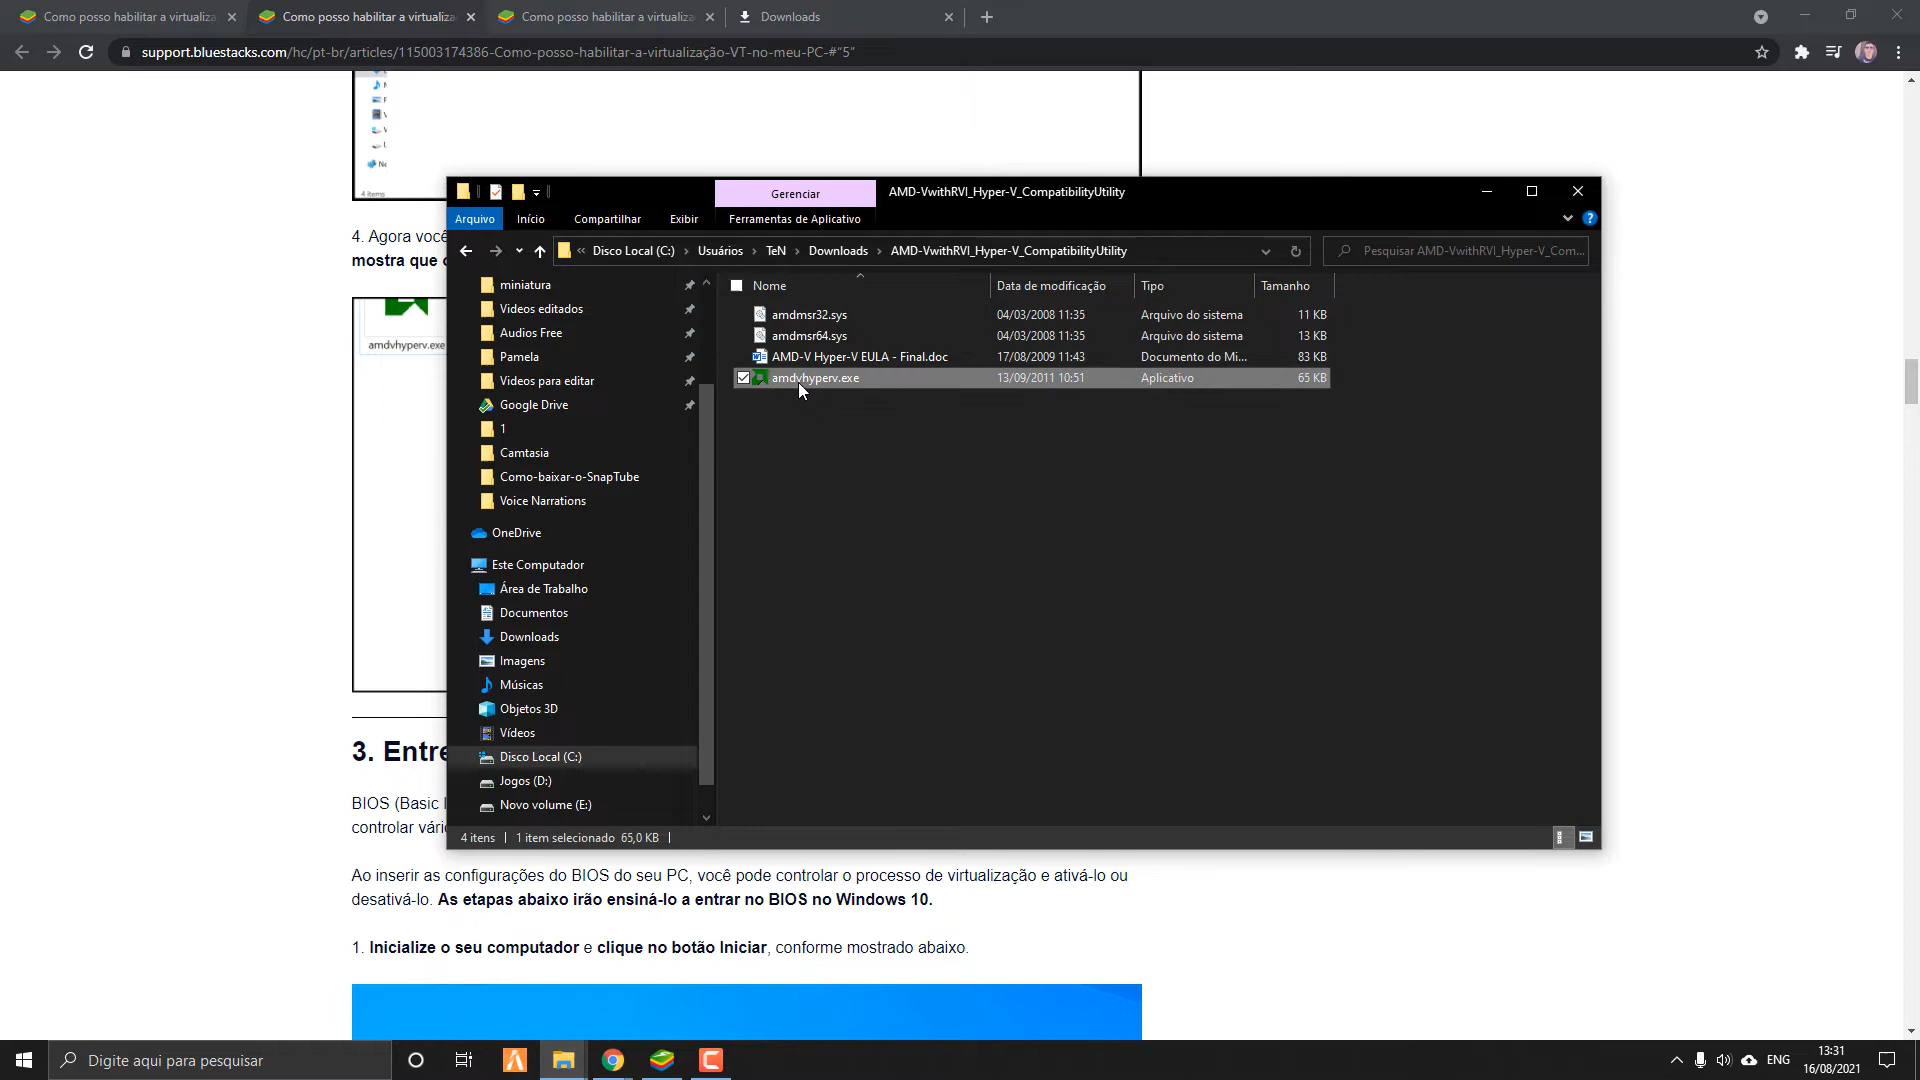 Como posso habilitar a virtualiza
Como posso habilitar a virtualiza
Como posso habilitar a virtualiza
Downloads
support.bluestacks.com/hc/pt-br/articles/115003174386-Como-posso-habilitar-a-virtualização-VT-no-meu-PC-#"5"
4 items
4. Agora você
mostra que
amdvhyperv.exe
3. Entre
BIOS (Basic
controlar vári
Ao inserir as configurações do BIOS do seu PC, você pode controlar o processo de virtualização e ativá-lo ou
desativá-lo. As etapas abaixo irão ensiná-lo a entrar no BIOS no Windows 10.
1. Inicialize o seu computador e clique no botão Iniciar, conforme mostrado abaixo.
Gerenciar
AMD-VwithRVI_Hyper-V_CompatibilityUtility
Arquivo
Início
Compartilhar
Exibir
Ferramentas de Aplicativo
« Disco Local (C:) › Usuários › TeN › Downloads › AMD-VwithRVI_Hyper-V_CompatibilityUtility
Pesquisar AMD-VwithRVI_Hyper-V_Com...
miniatura
Videos editados
Audios Free
Pamela
Videos para editar
Google Drive
1
Camtasia
Como-baixar-o-SnapTube
Voice Narrations
OneDrive
Este Computador
Área de Trabalho
Documentos
Downloads
Imagens
Músicas
Objetos 3D
Vídeos
Disco Local (C:)
Jogos (D:)
Novo volume (E:)
Nome
Data de modificação
Tipo
Tamanho
amdmsr32.sys 04/03/2008 11:35 Arquivo do sistema 11 KB
amdmsr64.sys 04/03/2008 11:35 Arquivo do sistema 13 KB
AMD-V Hyper-V EULA - Final.doc 17/08/2009 11:43 Documento do Mi... 83 KB
amdvhyperv.exe 13/09/2011 10:51 Aplicativo 65 KB
4 itens
1 item selecionado 65,0 KB
Digite aqui para pesquisar
ENG
13:31
16/08/2021